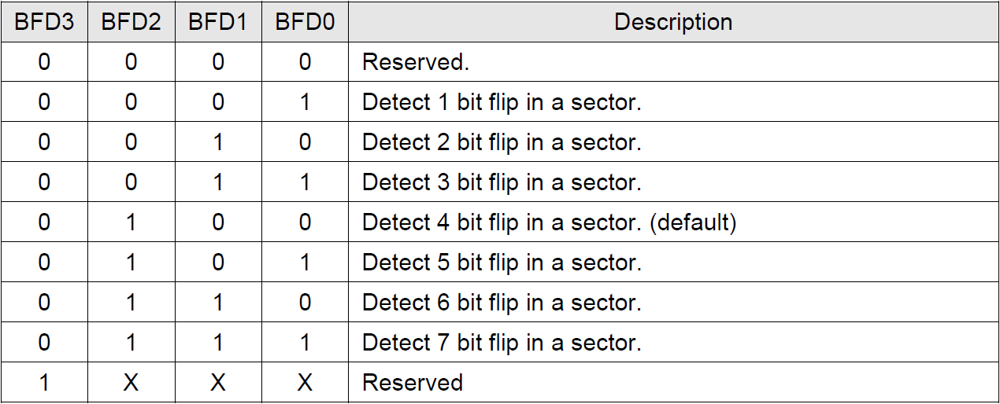 BFD3 BFD2 BFD1 BFD0 Description
0 0 0 0 Reserved.
0 0 0 1 Detect 1 bit flip in a sector.
0 0 1 0 Detect 2 bit flip in a sector.
0 0 1 1 Detect 3 bit flip in a sector.
0 1 0 0 Detect 4 bit flip in a sector. (default)
0 1 0 1 Detect 5 bit flip in a sector.
0 1 1 0 Detect 6 bit flip in a sector.
0 1 1 1 Detect 7 bit flip in a sector.
1 X X X Reserved